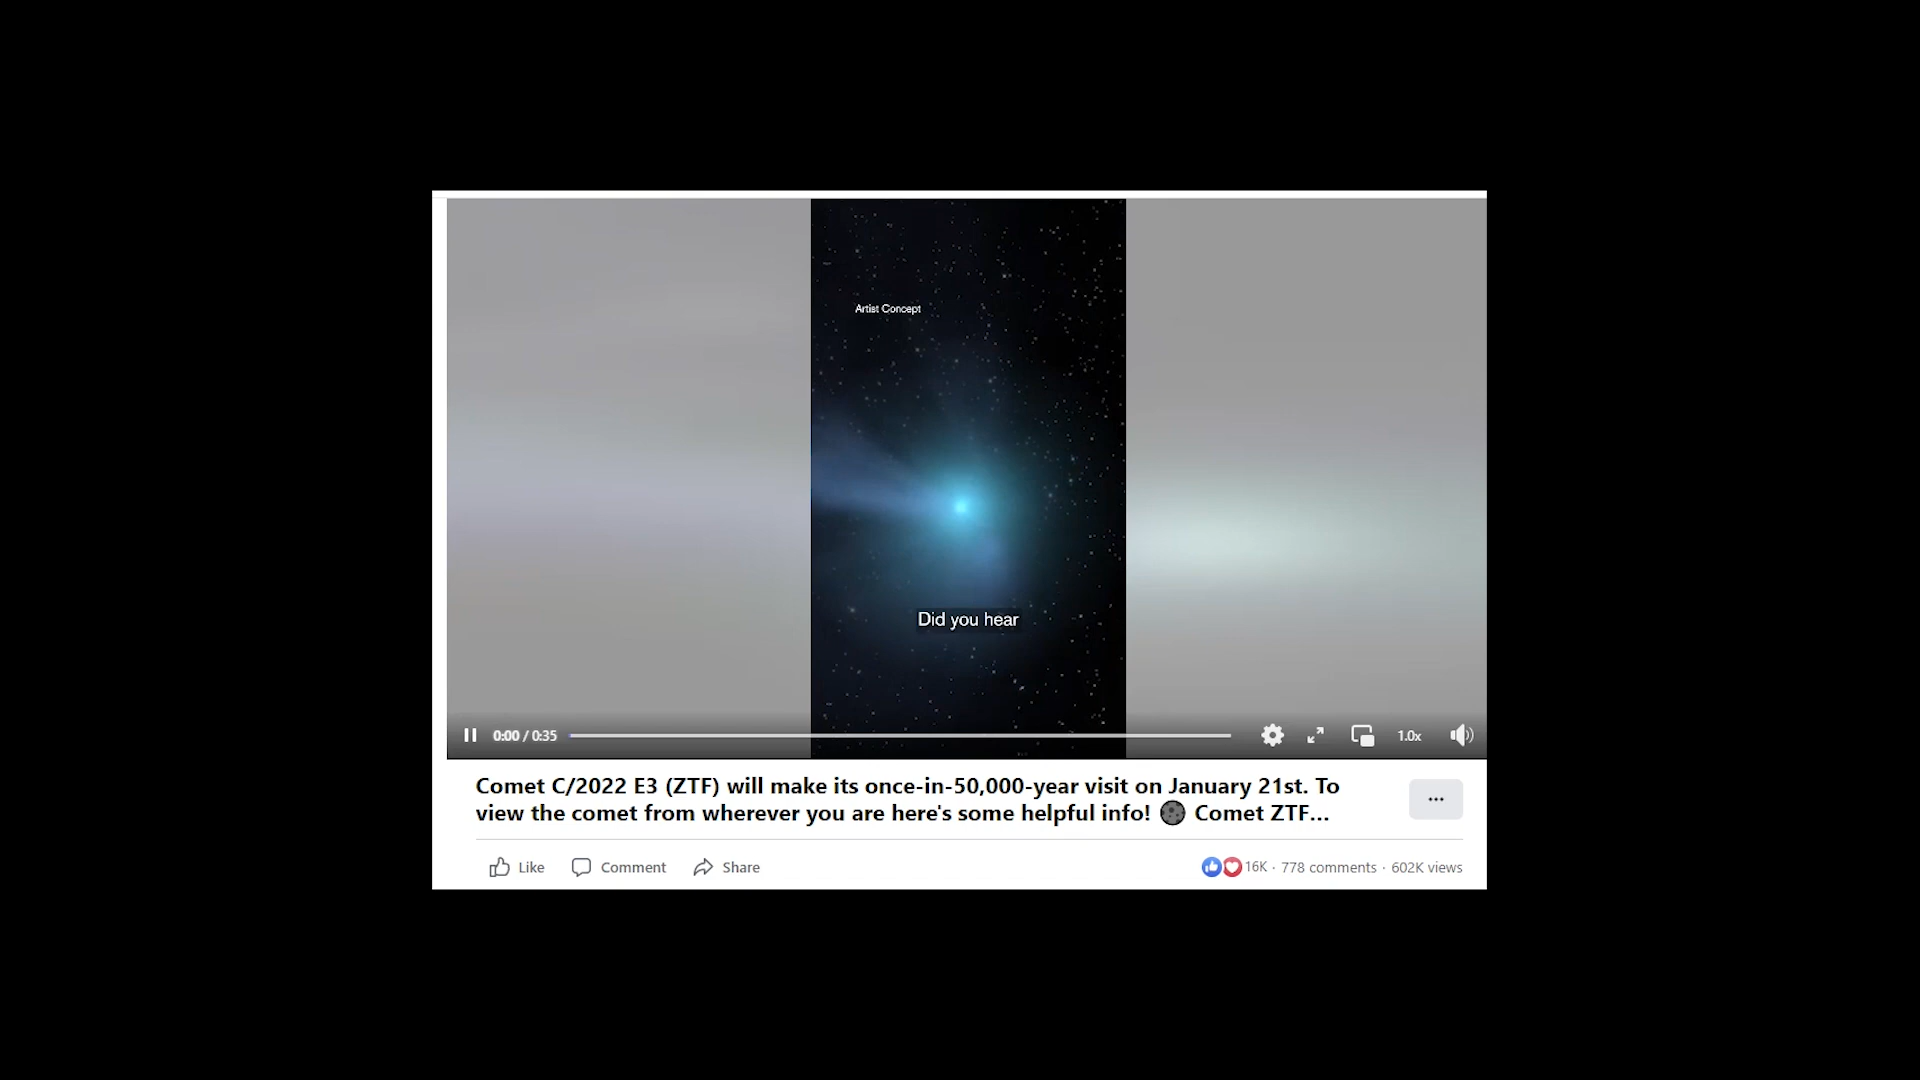 Artist Concept
Did you hear
0:00 / 0:35
1.0x
Comet C/2022 E3 (ZTF) will make its once-in-50,000-year visit on January 21st. To
view the comet from wherever you are here's some helpful info! 🌑 Comet ZTF...
Like Comment Share 16K · 778 comments · 602K views